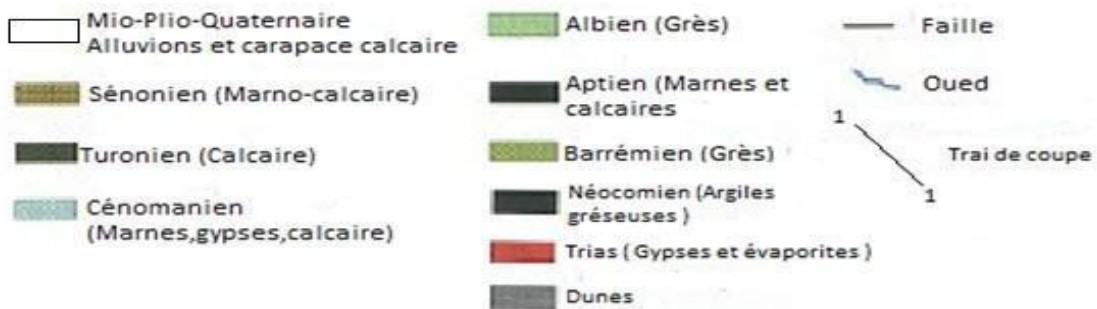 Mio-Plio-Quaternaire
Alluvions et carapace calcaire
Sénonien (Marno-calcaire)
Turonien (Calcaire)
Cénomanien
(Marnes,gypses,calcaire)
Albien (Grès)
Aptien (Marnes et
calcaires
Barrémien (Grès)
Néocomien (Argiles
gréseuses )
Trias ( Gypses et évaporites )
Dunes
Faille
Oued
1
Trai de coupe
1